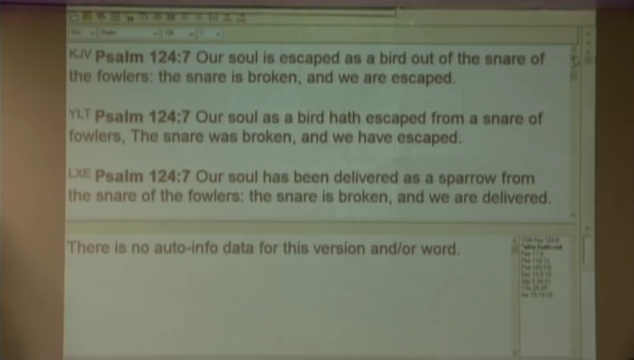 KJV Psalm 124:7 Our soul is escaped as a bird out of the snare of
the fowlers: the snare is broken, and we are escaped.
YLT Psalm 124:7 Our soul as a bird hath escaped from a snare of
fowlers, The snare was broken, and we have escaped.
LXE Psalm 124:7 Our soul has been delivered as a sparrow from
the snare of the fowlers: the snare is broken, and we are delivered.
There is no auto-info data for this version and/or word.